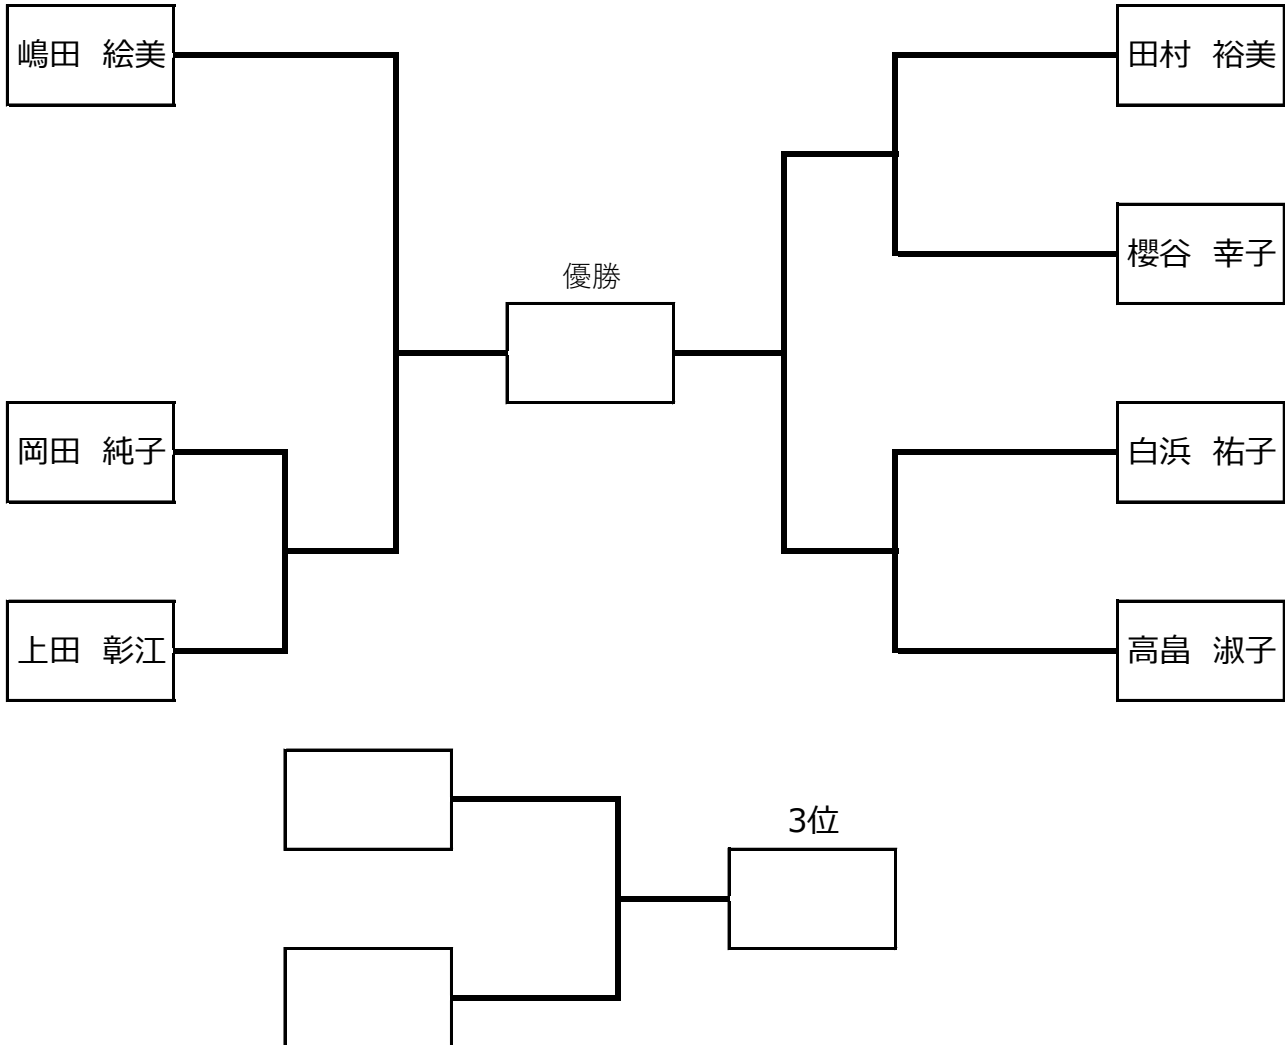 嶋田　絵美
田村　裕美
櫻谷　幸子
優勝
岡田　純子
白浜　祐子
上田　彰江
高畠　淑子
3位